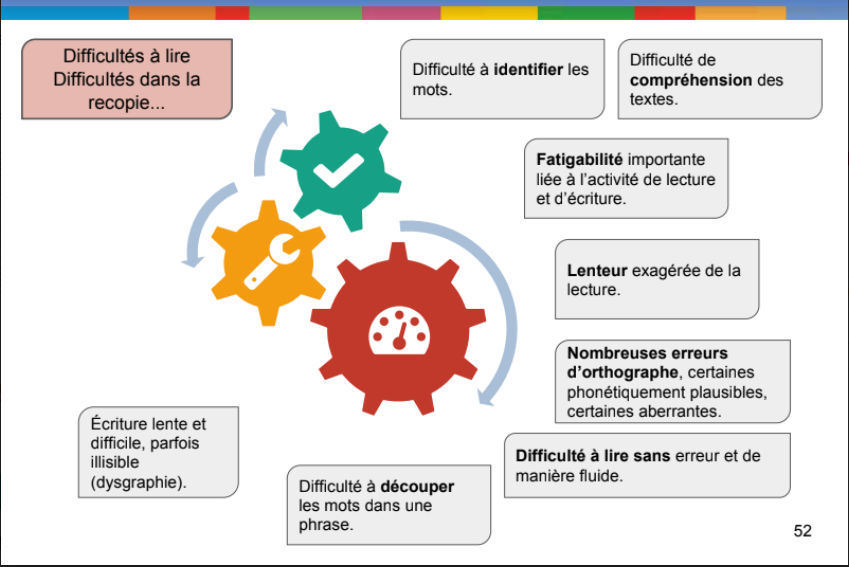 Difficultés à lire
Difficultés dans la
recopie...
Difficulté à identifier les
mots.
Difficulté de
compréhension des
textes.
Fatigabilité importante
liée à l'activité de lecture
et d'écriture.
Lenteur exagérée de la
lecture.
Nombreuses erreurs
d'orthographe, certaines
phonétiquement plausibles,
certaines aberrantes.
Difficulté à lire sans erreur et de
manière fluide.
Difficulté à découper
les mots dans une
phrase.
Écriture lente et
difficile, parfois
illisible
(dysgraphie).
52